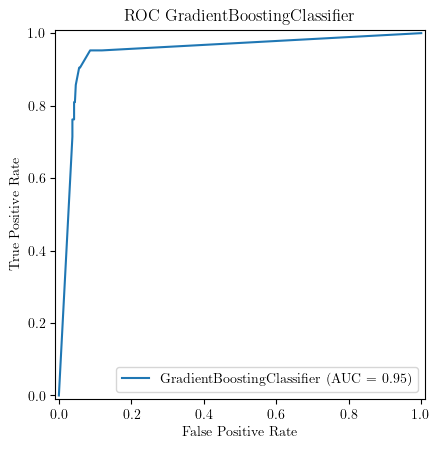 ROC GradientBoostingClassifier
1.0
0.8
0.6
0.4
0.2
0.0
True Positive Rate
GradientBoostingClassifier (AUC = 0.95)
0.0 0.2 0.4 0.6 0.8 1.0
False Positive Rate